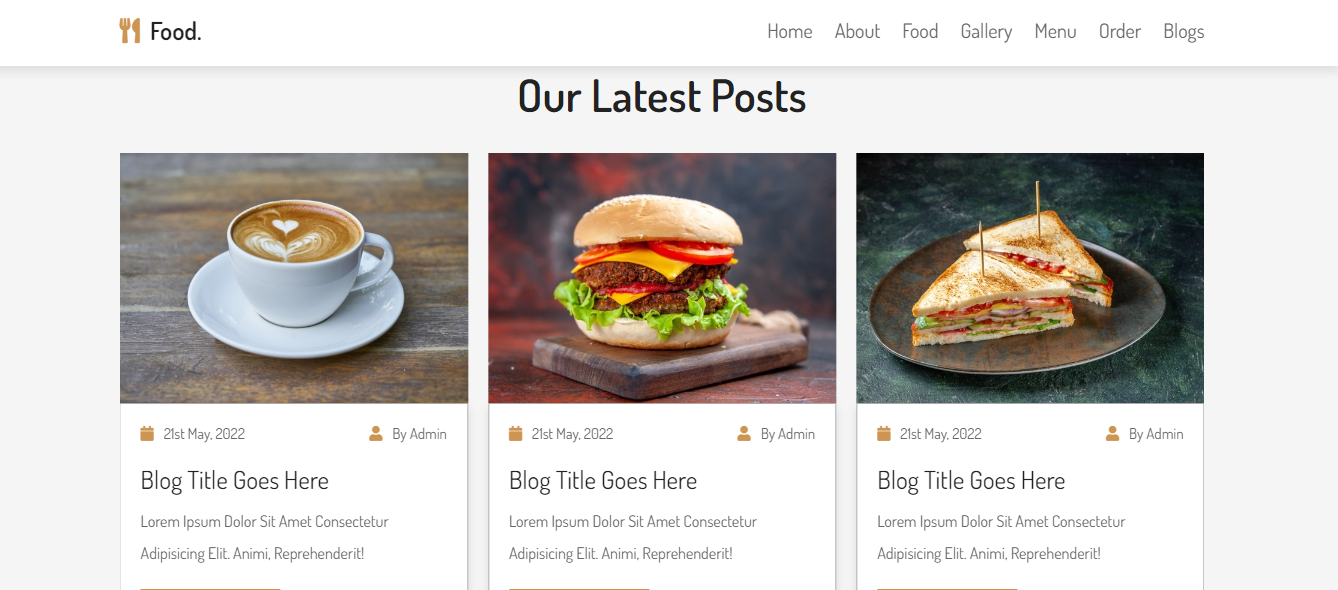 Food.
Home About Food Gallery Menu Order Blogs
Our Latest Posts
21st May, 2022 By Admin
Blog Title Goes Here
Lorem Ipsum Dolor Sit Amet Consectetur
Adipisicing Elit. Animi, Reprehenderit!
21st May, 2022 By Admin
Blog Title Goes Here
Lorem Ipsum Dolor Sit Amet Consectetur
Adipisicing Elit. Animi, Reprehenderit!
21st May, 2022 By Admin
Blog Title Goes Here
Lorem Ipsum Dolor Sit Amet Consectetur
Adipisicing Elit. Animi, Reprehenderit!